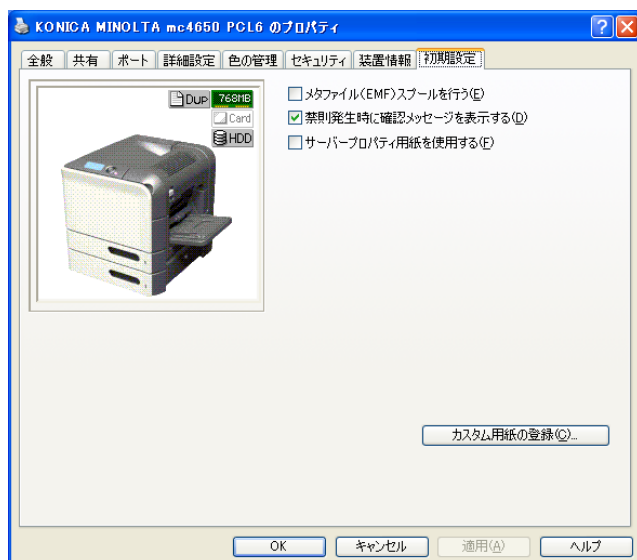 KONICA MINOLTA mc4650 PCL6 のプロパティ
全般 共有 ポート 詳細設定 色の管理 セキュリティ 装置情報 初期設定
Dup 768MB
Card
HDD
メタファイル(EMF)スプールを行う(E)
禁則発生時に確認メッセージを表示する(D)
サーバープロパティ用紙を使用する(F)
カスタム用紙の登録(C)...
OK キャンセル 適用(A) ヘルプ